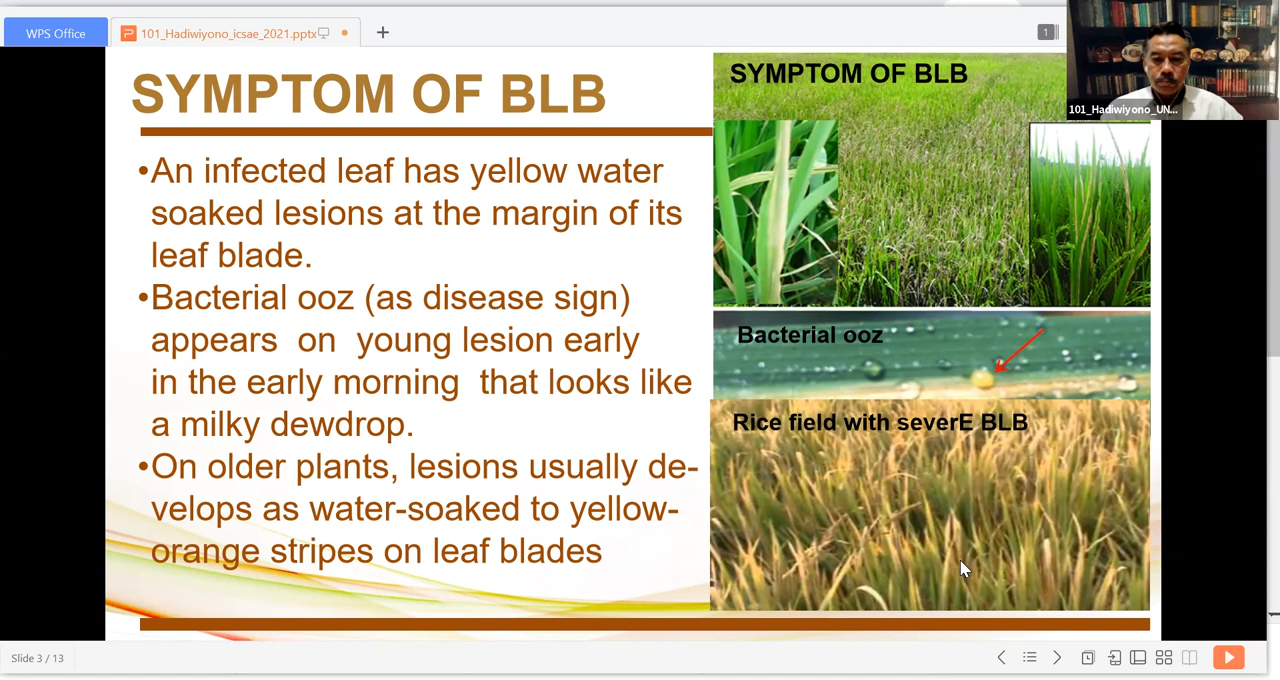 WPS Office
101_Hadiwiyono_icsae_2021.pptx
1
101_Hadiwiyono_UN...
SYMPTOM OF BLB
•An infected leaf has yellow water
soaked lesions at the margin of its
leaf blade.
•Bacterial ooz (as disease sign)
appears on young lesion early
in the early morning that looks like
a milky dewdrop.
•On older plants, lesions usually de-
velops as water-soaked to yellow-
orange stripes on leaf blades
SYMPTOM OF BLB
Bacterial ooz
Rice field with severE BLB
Slide 3 / 13